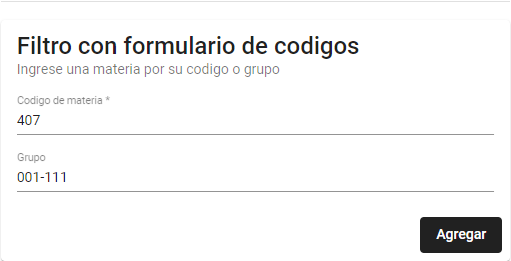 Filtro con formulario de codigos
Ingrese una materia por su codigo o grupo
Codigo de materia *
407
Grupo
001-111
Agregar